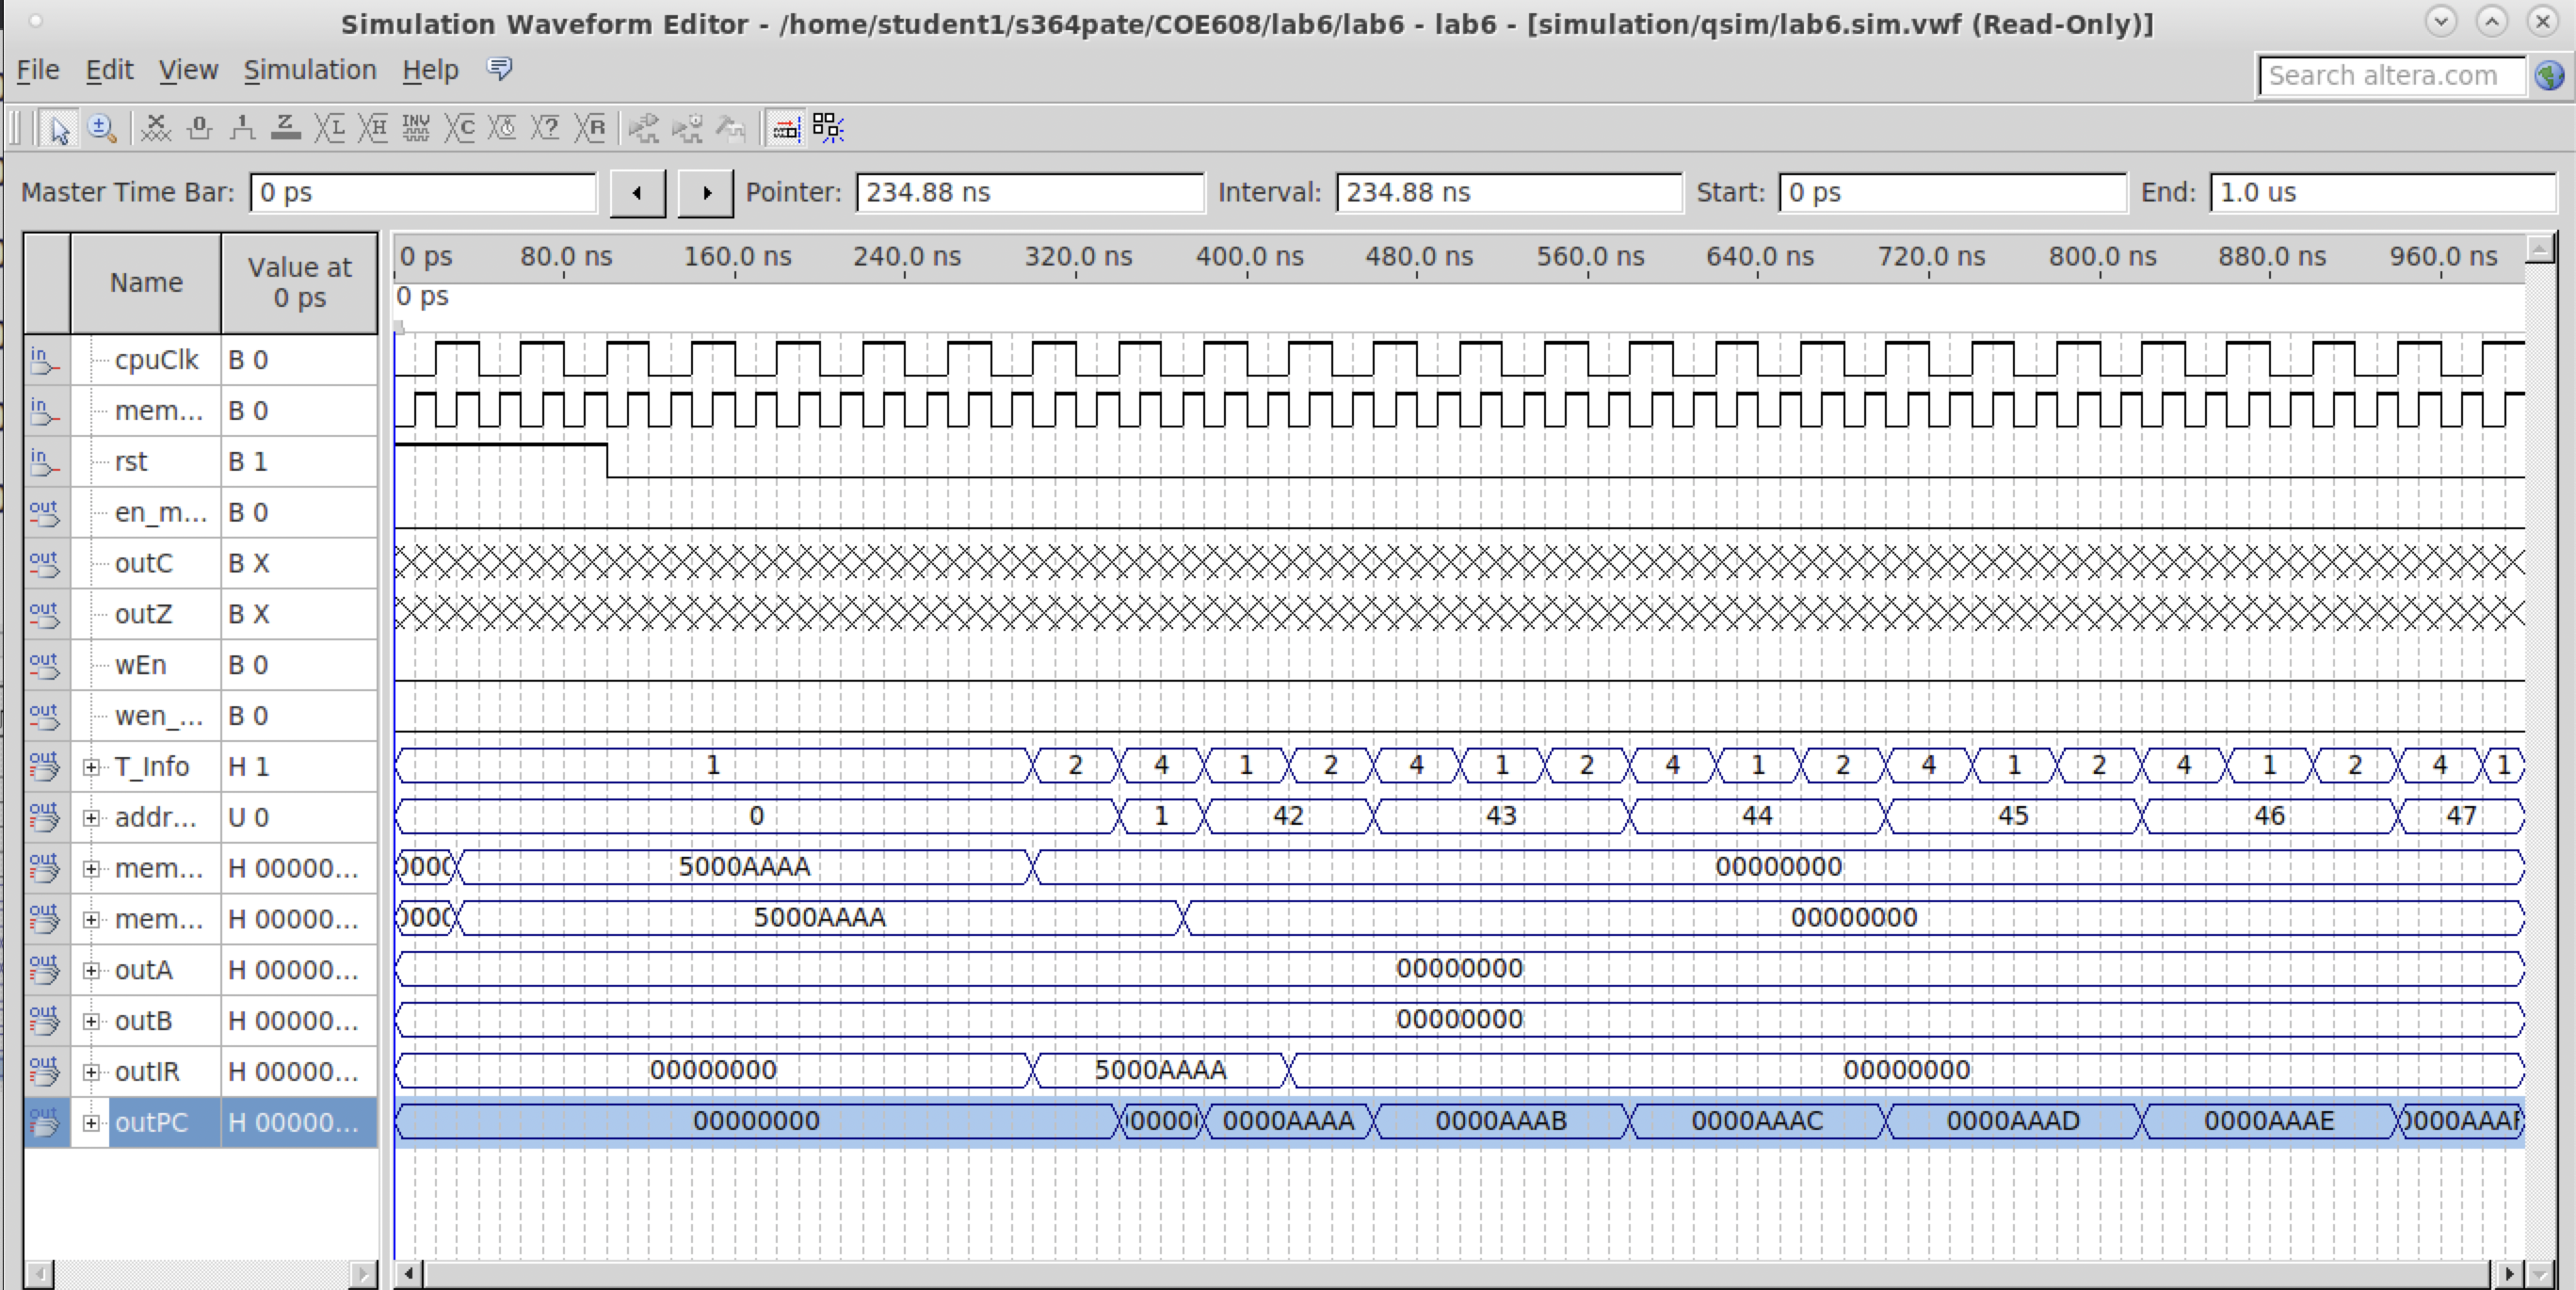 Simulation Waveform Editor - /home/student1/s364pate/COE608/lab6/lab6 - lab6 - [simulation/qsim/lab6.sim.vwf (Read-Only)]
File Edit View Simulation Help
Search altera.com
Master Time Bar: 0 ps Pointer: 234.88 ns Interval: 234.88 ns Start: 0 ps End: 1.0 us
Name Value at 0 ps
0 ps 80.0 ns 160.0 ns 240.0 ns 320.0 ns 400.0 ns 480.0 ns 560.0 ns 640.0 ns 720.0 ns 800.0 ns 880.0 ns 960.0 ns
0 ps
in cpuClk B 0
in mem... B 0
in rst B 1
out en_m... B 0
out outC B X
out outZ B X
out wEn B 0
out wen_... B 0
out T_Info H 1 1 2 4 1 2 4 1 2 4 1 2 4 1 2 4 1 2 4 1
out addr... U 0 0 1 42 43 44 45 46 47
out mem... H 00000... 5000AAAA 00000000
out mem... H 00000... 5000AAAA 00000000
out outA H 00000... 00000000
out outB H 00000... 00000000
out outIR H 00000... 00000000 5000AAAA 00000000
out outPC H 00000... 00000000 0000AAAA 0000AAAB 0000AAAC 0000AAAD 0000AAAE